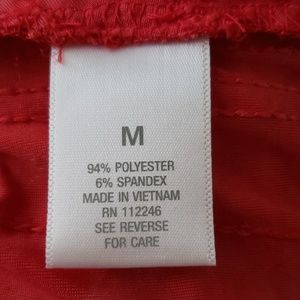 M
94% POLYESTER
6% SPANDEX
MADE IN VIETNAM
RN 112246
SEE REVERSE
FOR CARE